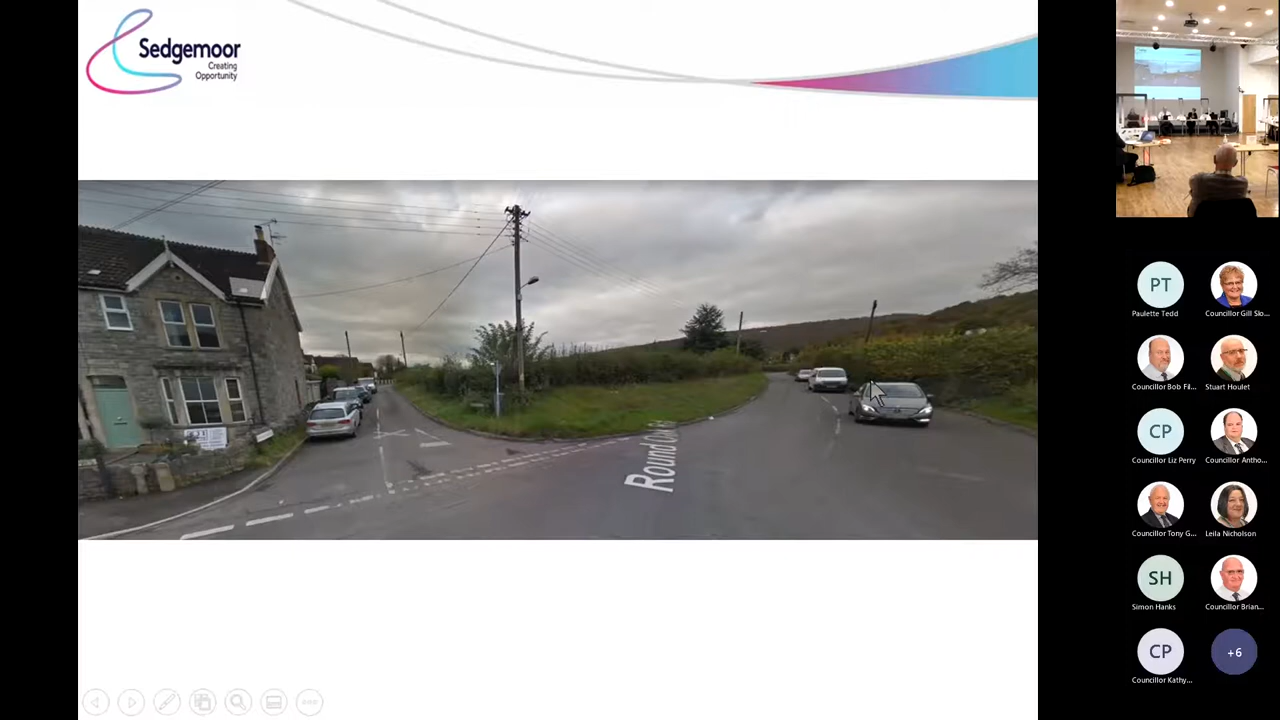 Sedgemoor
Creating
Opportunity
Round Oak R
PT
Paulette Tedd
Councillor Gill Slo...
Councillor Bob Fil...
Stuart Houlet
CP
Councillor Liz Perry
Councillor Antho...
Councillor Tony G...
Leila Nicholson
SH
Simon Hanks
Councillor Brian...
CP
Councillor Kathy...
+6